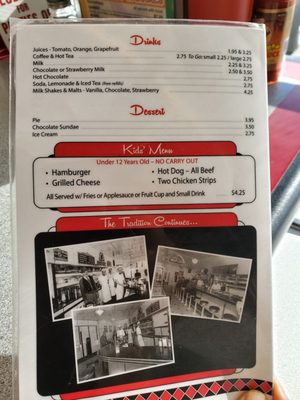 Drinks
Juices - Tomato, Orange, Grapefruit 1.95 & 3.25
Coffee & Hot Tea 2.75 To Go: small 2.25 / large 2.75
Milk 2.25 & 3.25
Chocolate or Strawberry Milk 2.50 & 3.50
Hot Chocolate 2.75
Soda, Lemonade & Iced Tea (free refills) 2.75
Milk Shakes & Malts - Vanilla, Chocolate, Strawberry 4.25
Dessert
Pie 3.95
Chocolate Sundae 3.50
Ice Cream 2.75
Kids' Menu
Under 12 Years Old – NO CARRY OUT
• Hamburger • Hot Dog – All Beef
• Grilled Cheese • Two Chicken Strips
All Served w/ Fries or Applesauce or Fruit Cup and Small Drink $4.25
The Tradition Continues...